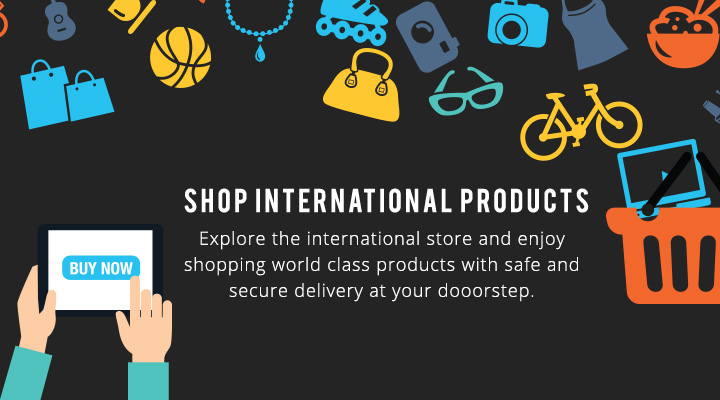 SHOP INTERNATIONAL PRODUCTS
Explore the international store and enjoy
shopping world class products with safe and
secure delivery at your dooorstep.
BUY NOW